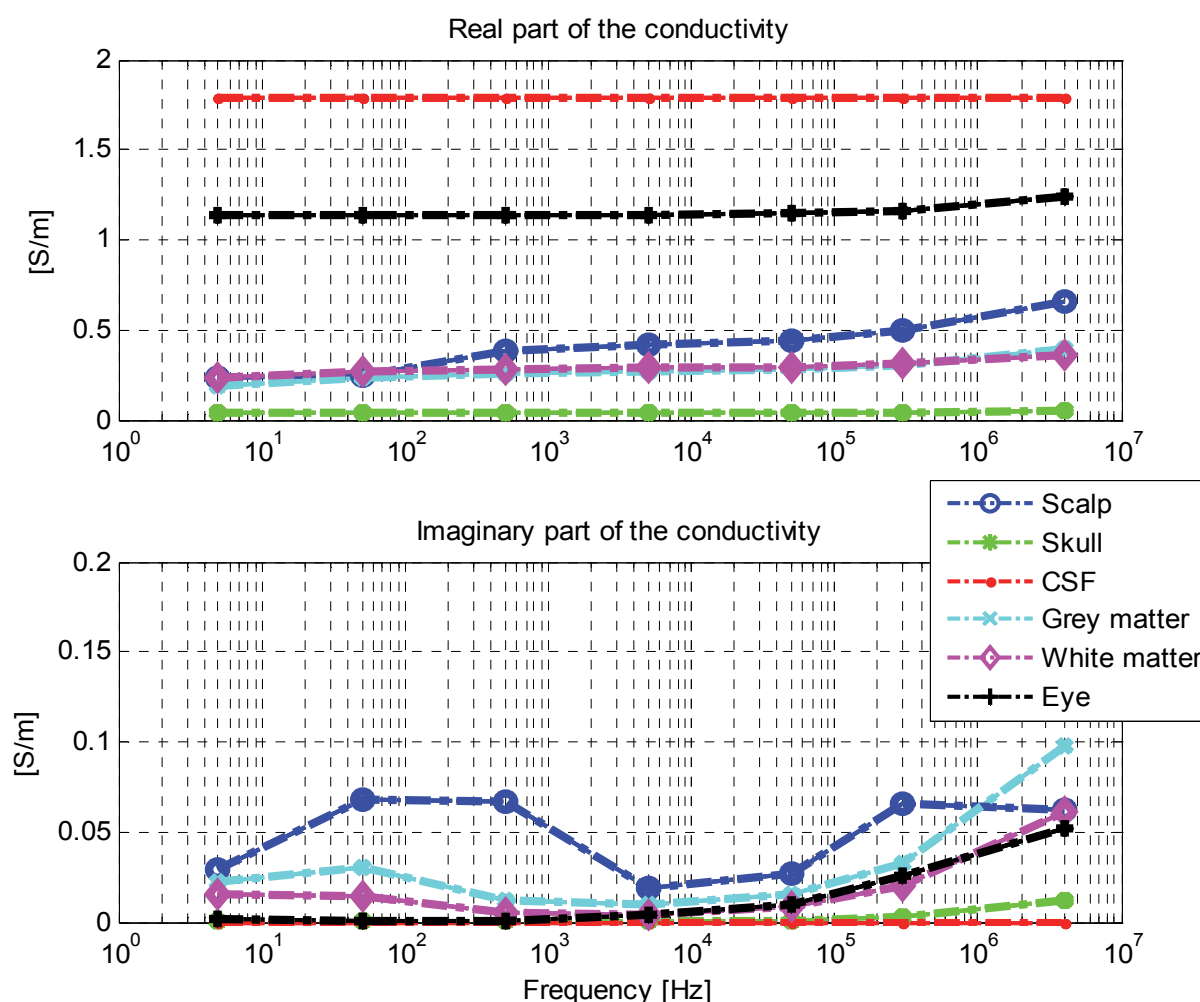 Real part of the conductivity
2
1.5
1
0.5
0
[S/m]
10^0 10^1 10^2 10^3 10^4 10^5 10^6 10^7
Scalp
Skull
CSF
Grey matter
White matter
Eye
Imaginary part of the conductivity
0.2
0.15
0.1
0.05
0
[S/m]
10^0 10^1 10^2 10^3 10^4 10^5 10^6 10^7
Frequency [Hz]